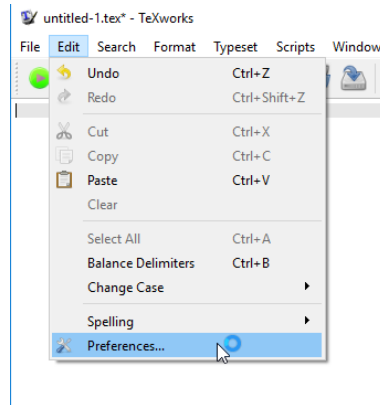 untitled-1.tex* - TeXworks
File Edit Search Format Typeset Scripts Window
Undo Ctrl+Z
Redo Ctrl+Shift+Z
Cut Ctrl+X
Copy Ctrl+C
Paste Ctrl+V
Clear
Select All Ctrl+A
Balance Delimiters Ctrl+B
Change Case
Spelling
Preferences...